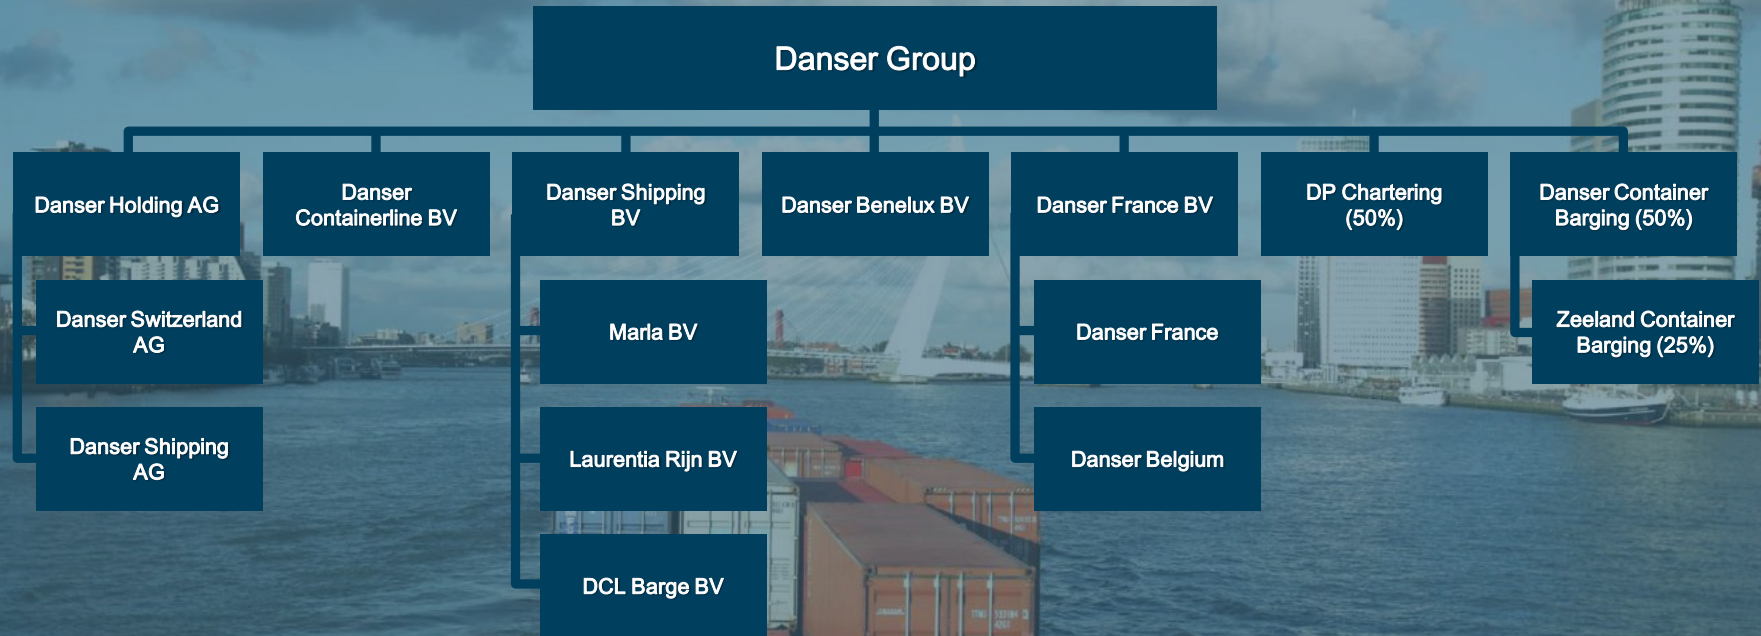 Danser Group
Danser Holding AG
Danser
Containerline BV
Danser Shipping
BV
Danser Benelux BV
Danser France BV
DP Chartering
(50%)
Danser Container
Barging (50%)
Danser Switzerland
AG
Marla BV
Danser France
Zeeland Container
Barging (25%)
Danser Shipping
AG
Laurentia Rijn BV
Danser Belgium
DCL Barge BV